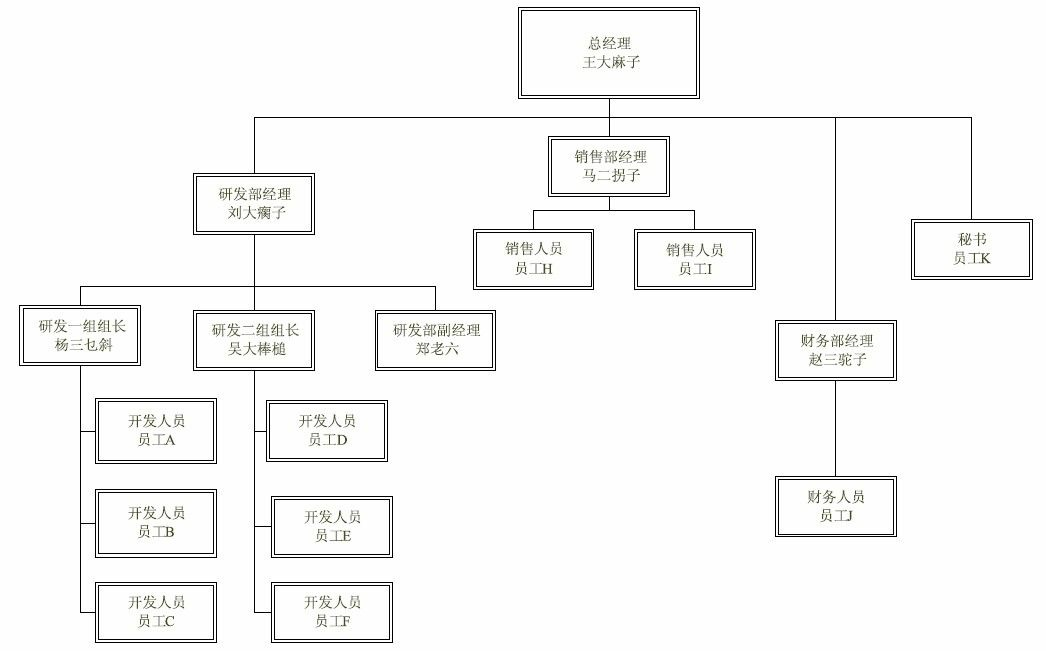 总经理
王大麻子
销售部经理
马二拐子
研发部经理
刘大瘸子
秘书
员工K
销售人员
员工H
销售人员
员工I
研发一组组长
杨三乜斜
研发二组组长
吴大棒槌
研发部副经理
郑老六
财务部经理
赵三驼子
开发人员
员工A
开发人员
员工D
开发人员
员工B
开发人员
员工E
财务人员
员工J
开发人员
员工C
开发人员
员工F